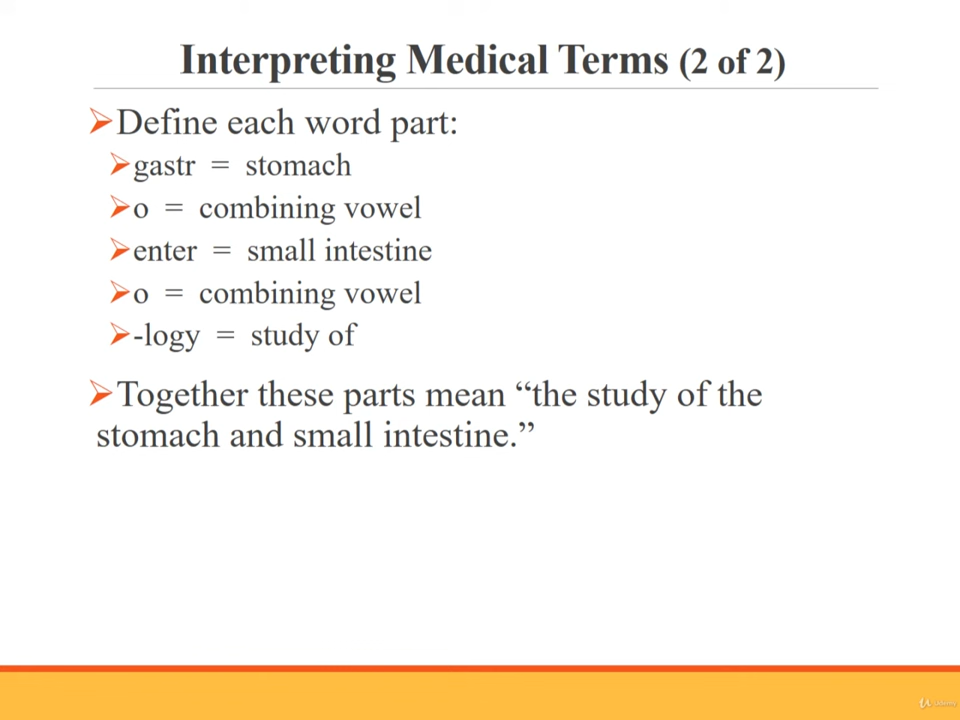 Interpreting Medical Terms (2 of 2)
Define each word part:
gastr = stomach
o = combining vowel
enter = small intestine
o = combining vowel
-logy = study of
Together these parts mean “the study of the
stomach and small intestine.”
Udemy